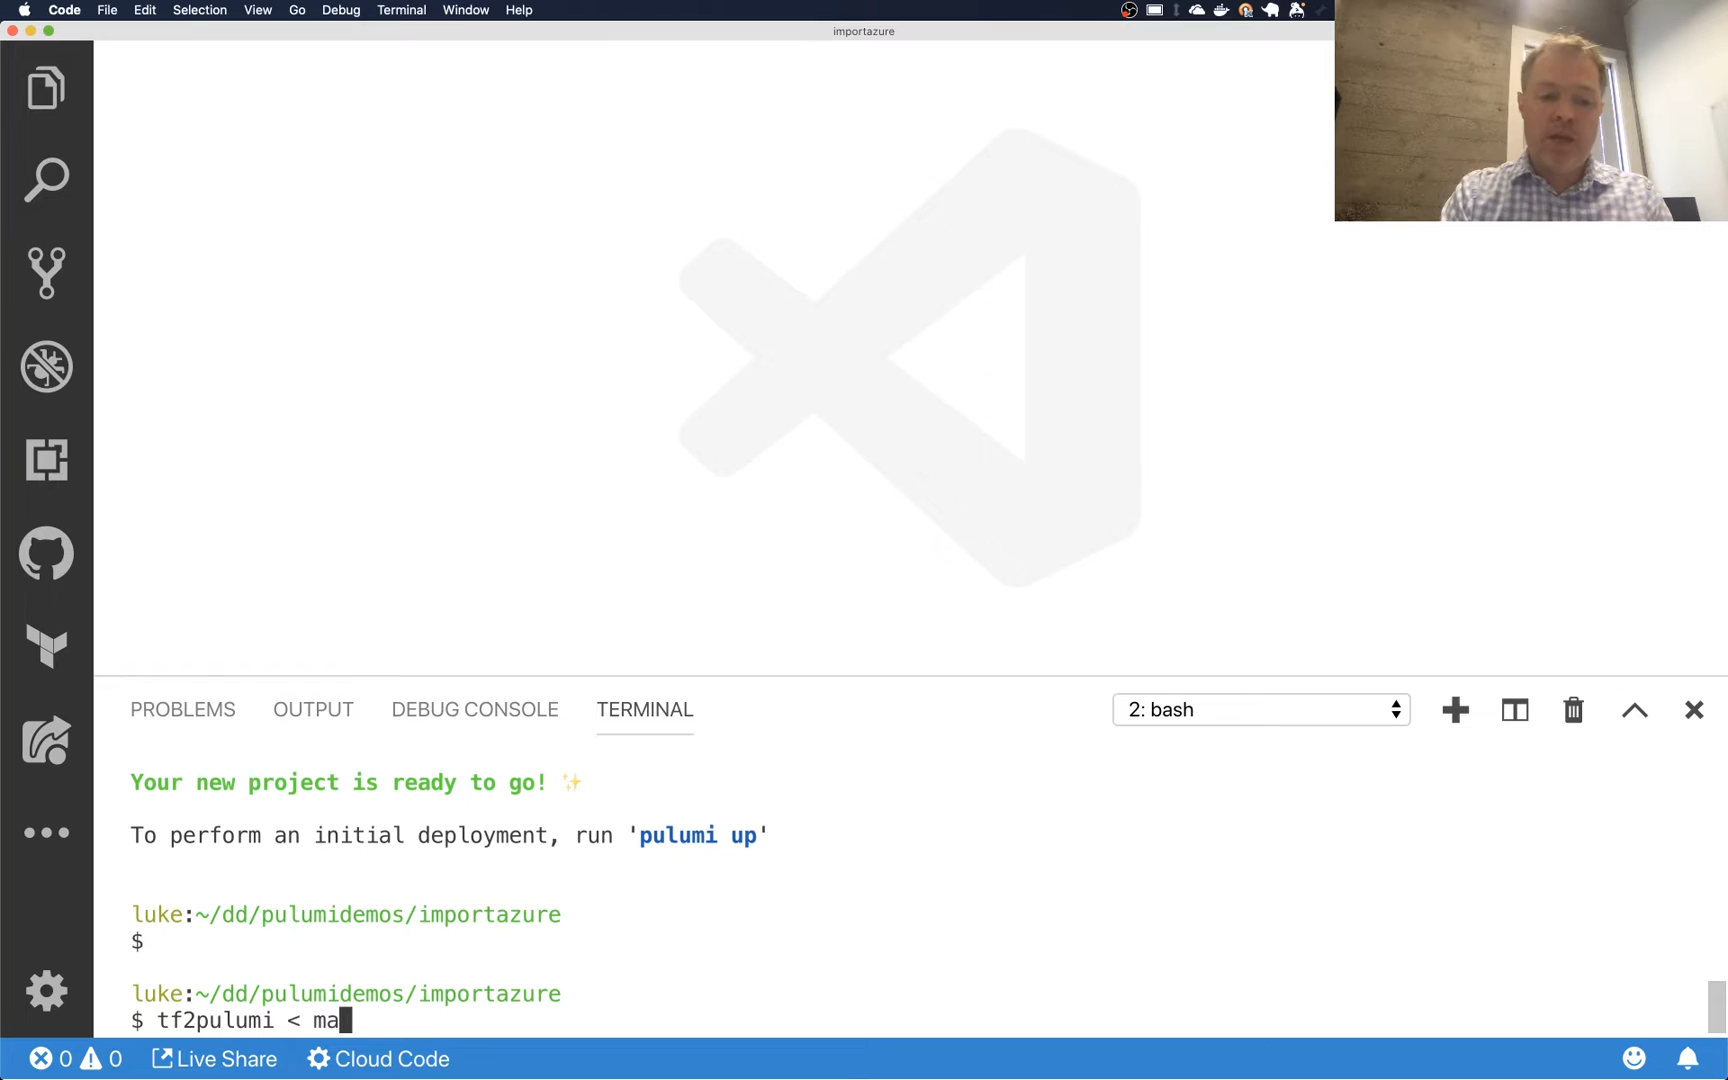 Code File Edit Selection View Go Debug Terminal Window Help
importazure
PROBLEMS OUTPUT DEBUG CONSOLE TERMINAL 2: bash
Your new project is ready to go! ✨
To perform an initial deployment, run 'pulumi up'
luke:~/dd/pulumidemos/importazure
$
luke:~/dd/pulumidemos/importazure
$ tf2pulumi < ma
0 0 Live Share Cloud Code